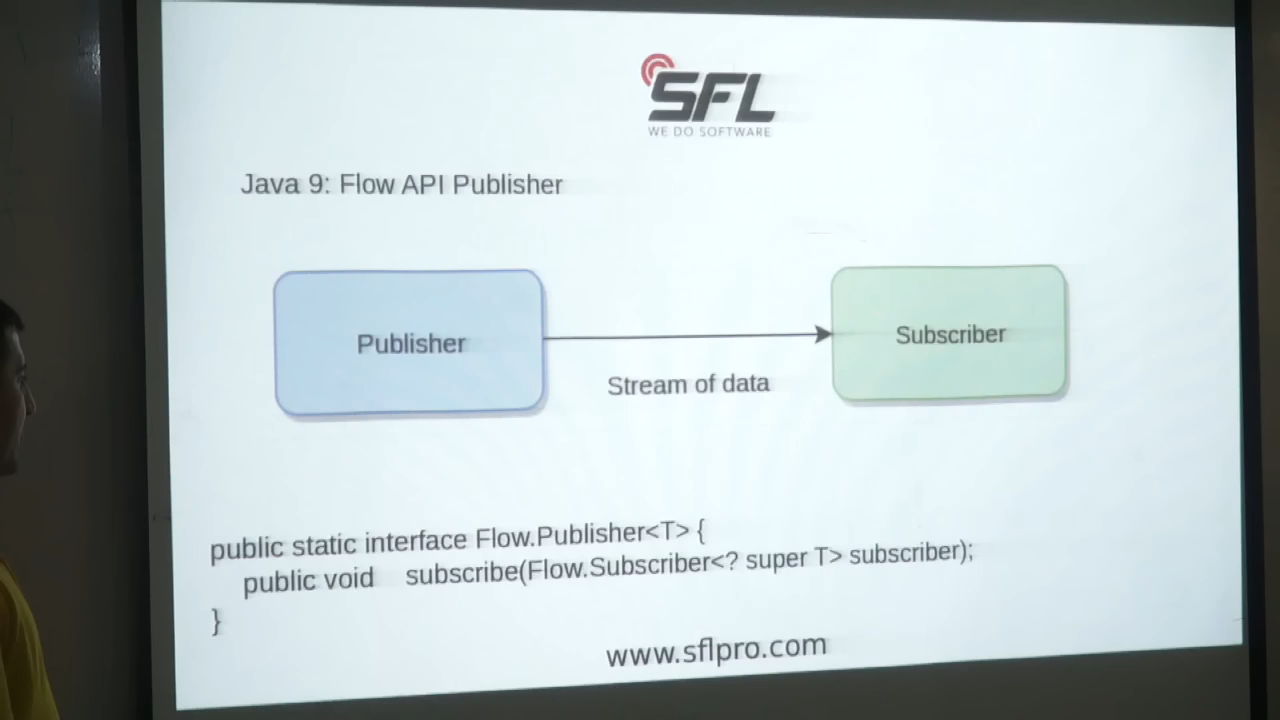 SFL
WE DO SOFTWARE
Java 9: Flow API Publisher
Publisher
Subscriber
Stream of data
public static interface Flow.Publisher<T> {
public void subscribe(Flow.Subscriber<? super T> subscriber);
}
www.sflpro.com